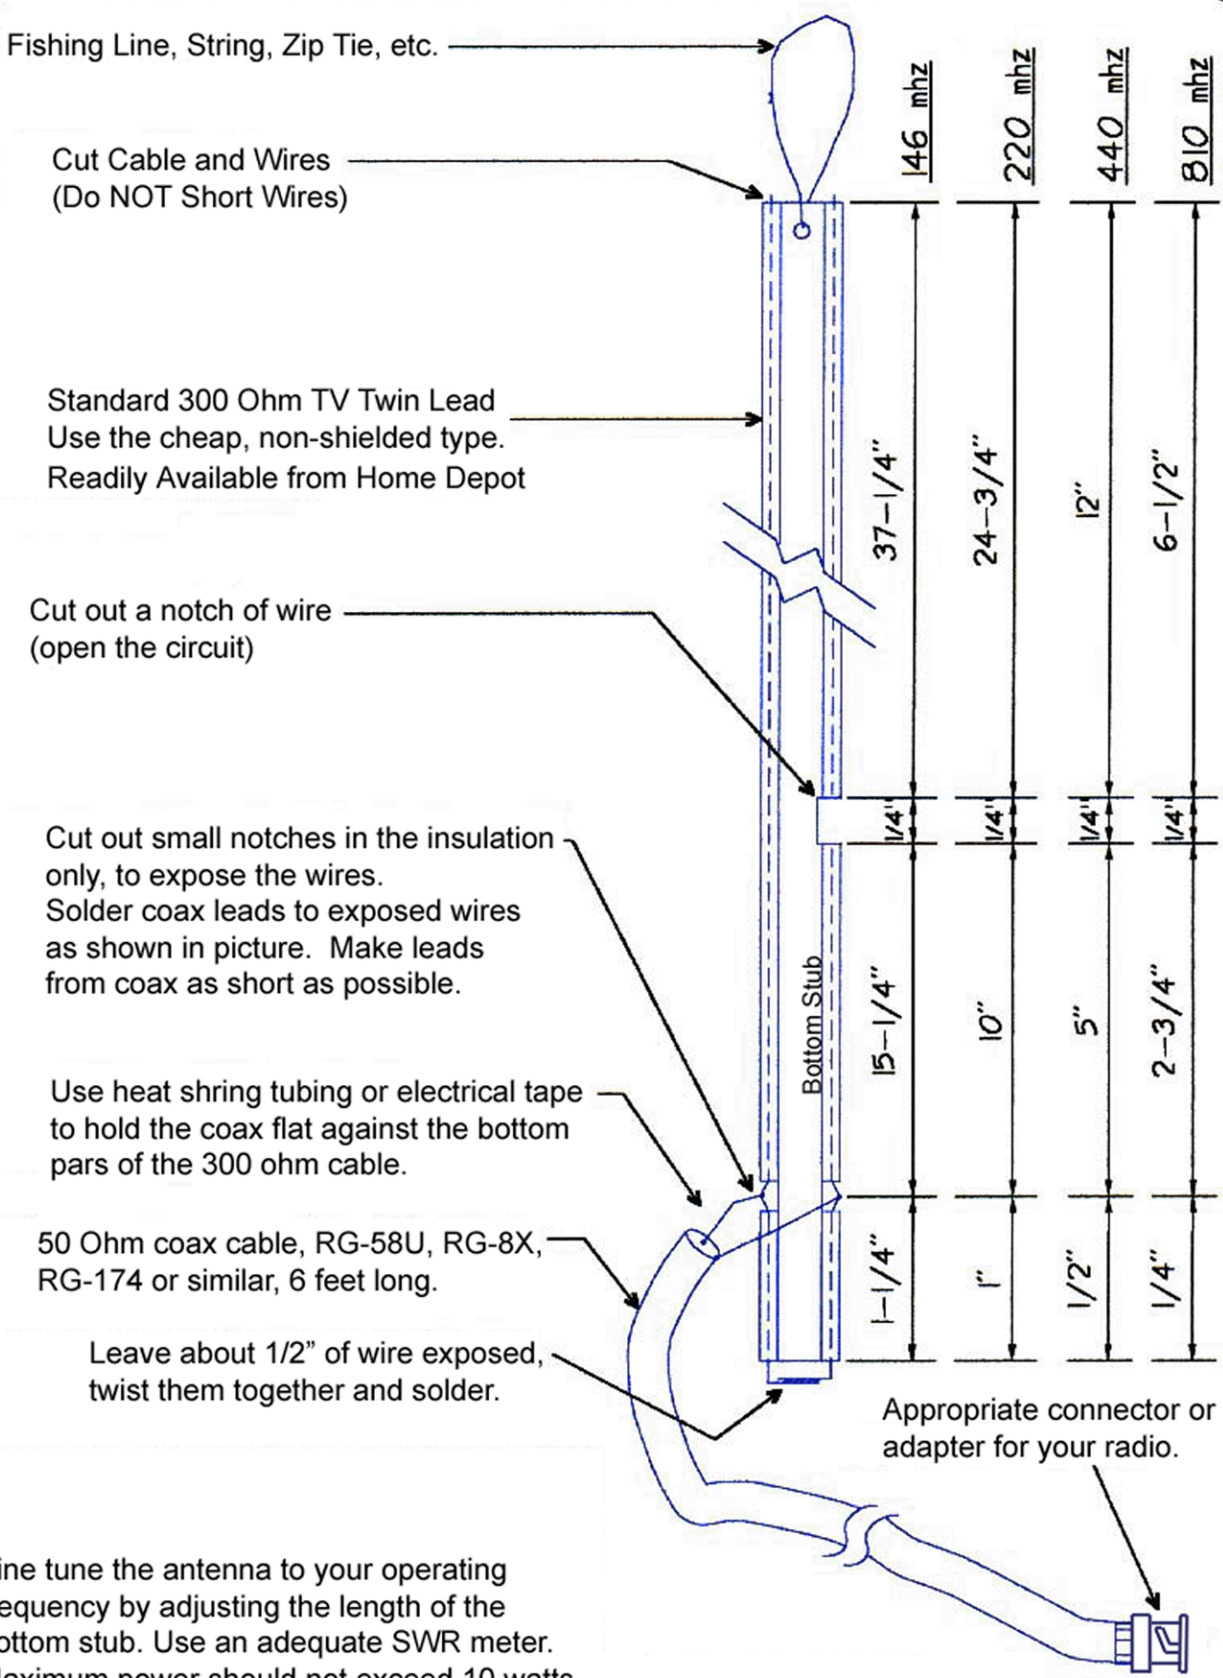 Fishing Line, String, Zip Tie, etc.
146 mhz
220 mhz
440 mhz
810 mhz
Cut Cable and Wires
(Do NOT Short Wires)
Standard 300 Ohm TV Twin Lead
Use the cheap, non-shielded type.
Readily Available from Home Depot
37-1/4"
24-3/4"
12"
6-1/2"
Cut out a notch of wire
(open the circuit)
1/4"
1/4"
1/4"
1/4"
Cut out small notches in the insulation
only, to expose the wires.
Solder coax leads to exposed wires
as shown in picture. Make leads
from coax as short as possible.
Bottom Stub
15-1/4"
10"
5"
2-3/4"
Use heat shring tubing or electrical tape
to hold the coax flat against the bottom
pars of the 300 ohm cable.
50 Ohm coax cable, RG-58U, RG-8X,
RG-174 or similar, 6 feet long.
1-1/4"
1"
1/2"
1/4"
Leave about 1/2” of wire exposed,
twist them together and solder.
Appropriate connector or
adapter for your radio.
ine tune the antenna to your operating
equency by adjusting the length of the
ottom stub. Use an adequate SWR meter.
aximum power should not exceed 10 watts